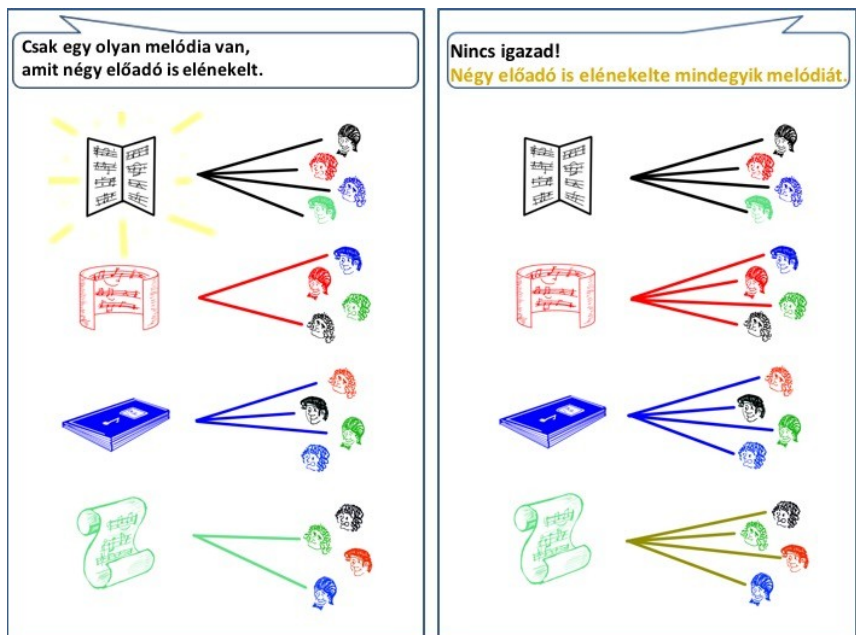 Csak egy olyan melódia van,
amit négy előadó is elénekelt.
Nincs igazad!
Négy előadó is elénekelte mindegyik melódiát.